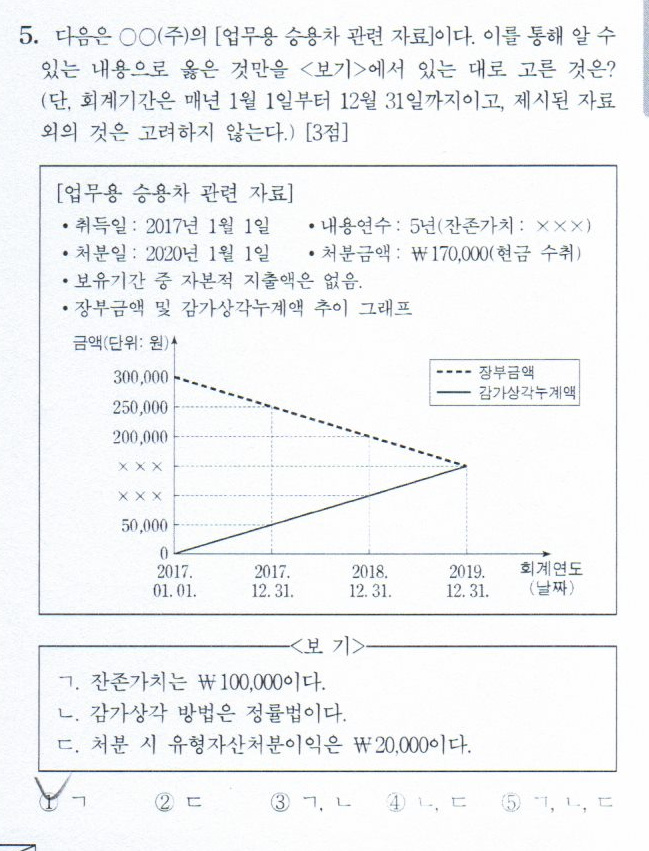 5. 다음은 ○○(주)의 [업무용 승용차 관련 자료]이다. 이를 통해 알 수
있는 내용으로 옳은 것만을 <보기>에서 있는 대로 고른 것은?
(단, 회계기간은 매년 1월 1일부터 12월 31일까지이고, 제시된 자료
외의 것은 고려하지 않는다.) [3점]
[업무용 승용차 관련 자료]
• 취득일: 2017년 1월 1일 • 내용연수: 5년(잔존가치: ×××)
• 처분일: 2020년 1월 1일 • 처분금액: ₩170,000(현금 수취)
• 보유기간 중 자본적 지출액은 없음.
• 장부금액 및 감가상각누계액 추이 그래프
금액(단위: 원)
장부금액
감가상각누계액
300,000
250,000
200,000
×××
×××
50,000
0
2017. 2017. 2018. 2019. 회계연도
01. 01. 12. 31. 12. 31. 12. 31. (날짜)
<보 기>
ㄱ. 잔존가치는 ₩100,000이다.
ㄴ. 감가상각 방법은 정률법이다.
ㄷ. 처분 시 유형자산처분이익은 ₩20,000이다.
① ㄱ ② ㄷ ③ ㄱ, ㄴ ④ ㄴ, ㄷ ⑤ ㄱ, ㄴ, ㄷ